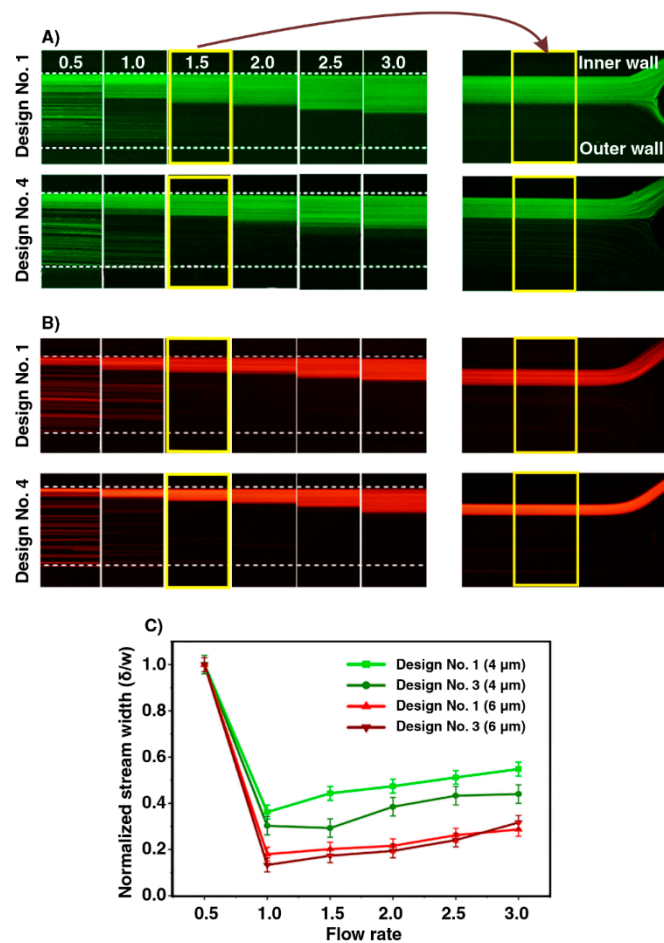 A)
Design No. 1
0.5 1.0 1.5 2.0 2.5 3.0
Inner wall
Outer wall
Design No. 4
B)
Design No. 1
Design No. 4
C)
Normalized stream width (δ/w)
1.0
0.8
0.6
0.4
0.2
0.0
Design No. 1 (4 μm)
Design No. 3 (4 μm)
Design No. 1 (6 μm)
Design No. 3 (6 μm)
0.5 1.0 1.5 2.0 2.5 3.0
Flow rate